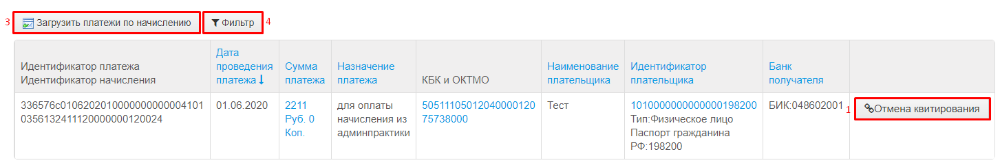 3 Загрузить платежи по начислению Фильтр 4
Идентификатор платежа
Идентификатор начисления
Дата
проведения
платежа
Сумма
платежа
Назначение
платежа
КБК и ОКТМО
Наименование
плательщика
Идентификатор
плательщика
Банк
получателя
336576c0106202010000000000004101
0356132411120000000120024
01.06.2020
2211
Руб. 0
Коп.
для оплаты
начисления из
админпрактики
50511105012040000120
75738000
Тест
1010000000000000198200
Тип:Физическое лицо
Паспорт гражданина
РФ:198200
БИК:048602001
1 Отмена квитирования